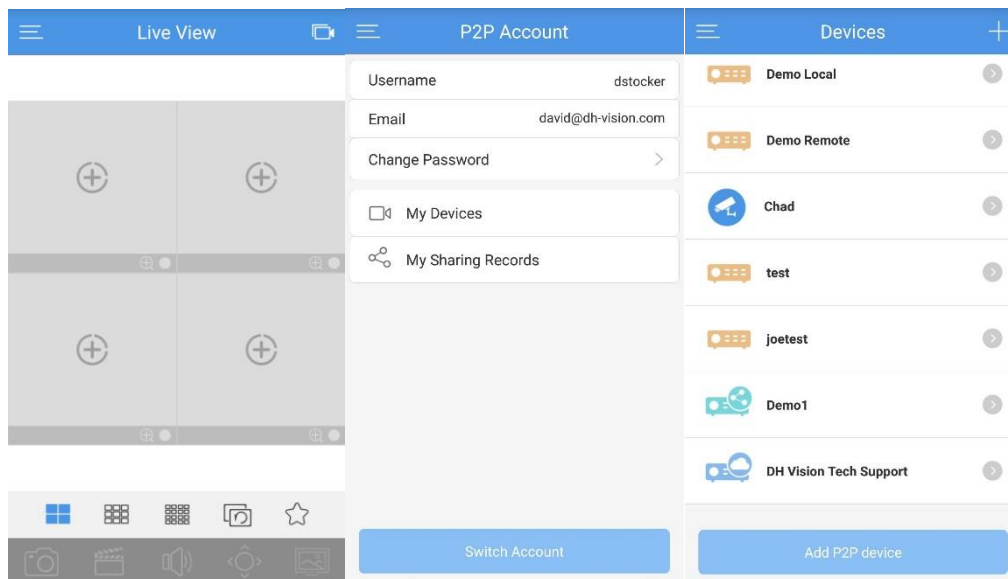 Live View
P2P Account
Username dstocker
Email david@dh-vision.com
Change Password
My Devices
My Sharing Records
Switch Account
Devices
Demo Local
Demo Remote
Chad
test
joetest
Demo1
DH Vision Tech Support
Add P2P device